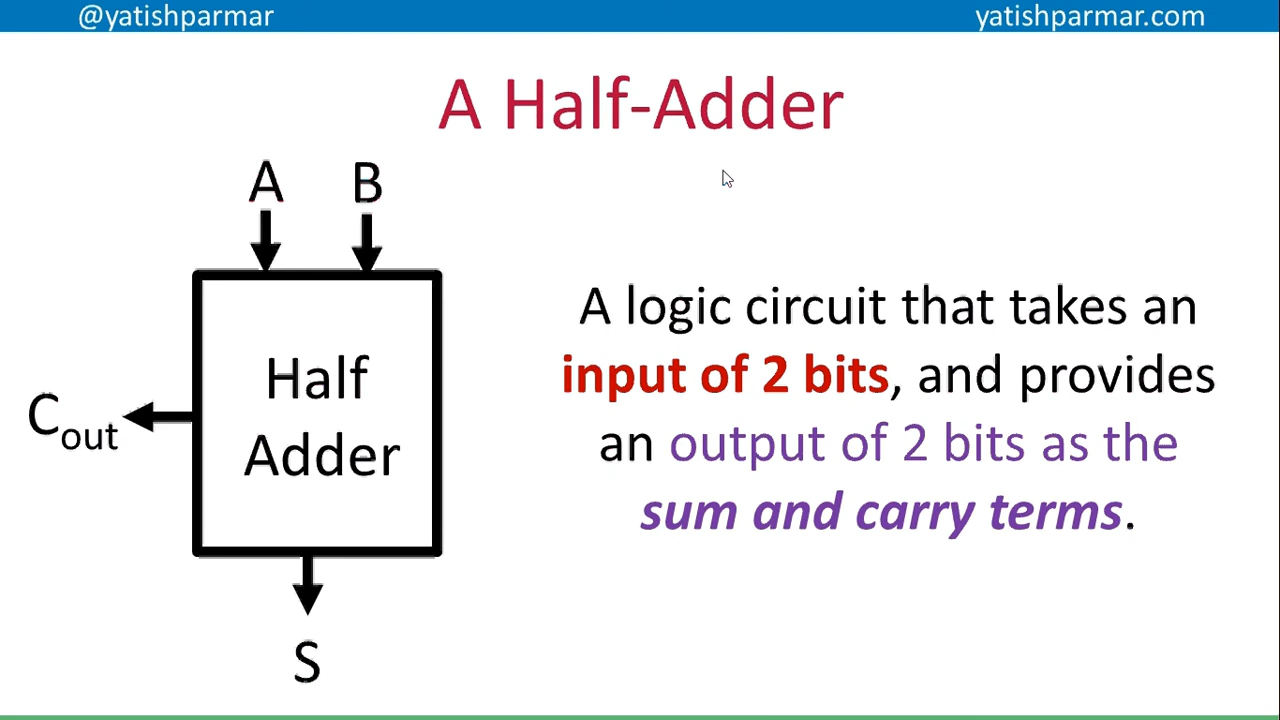 @yatishparmar
yatishparmar.com
A Half-Adder
A
B
Half
Adder
Cout
S
A logic circuit that takes an
input of 2 bits, and provides
an output of 2 bits as the
sum and carry terms.